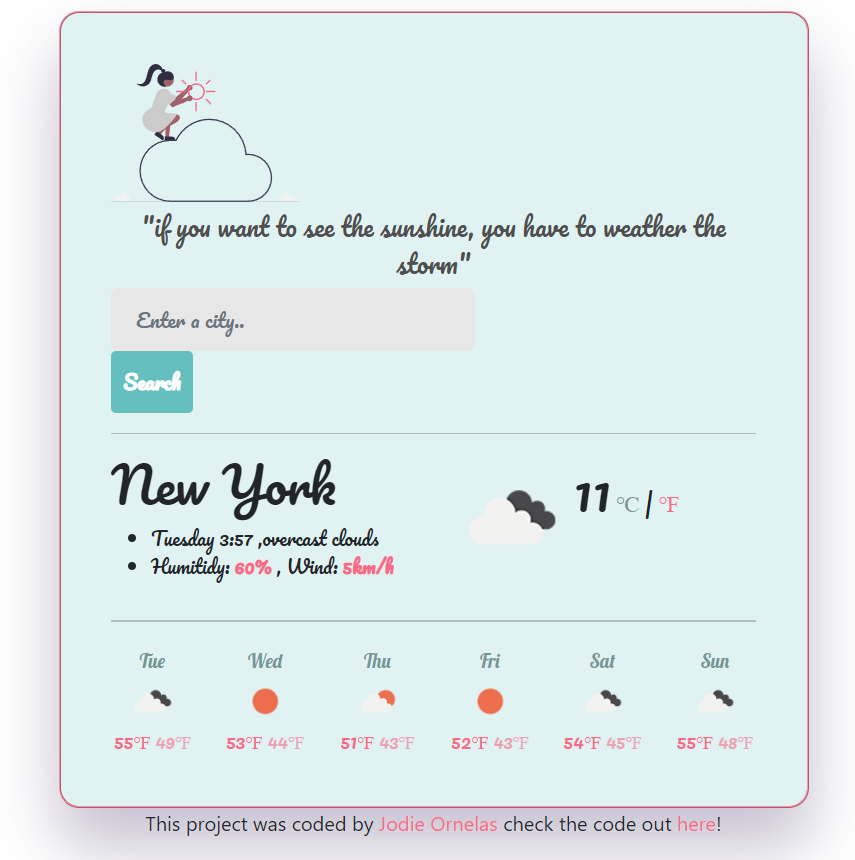 "if you want to see the sunshine, you have to weather the
storm"
Enter a city..
Search
New York
11 °C / °F
Tuesday 3:57 ,overcast clouds
Humitidy: 60% , Wind: 5km/h
Tue Wed Thu Fri Sat Sun
55°F 49°F 53°F 44°F 51°F 43°F 52°F 43°F 54°F 45°F 55°F 48°F
This project was coded by Jodie Ornelas check the code out here!